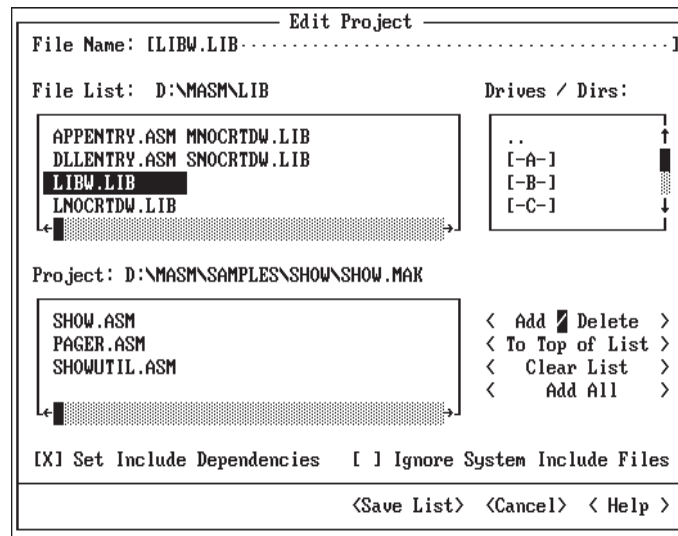 Edit Project
File Name: [LIBW.LIB·········································]
File List: D:\MASM\LIB
Drives / Dirs:
APPENTRY.ASM MNOCRTDW.LIB
DLLENTRY.ASM SNOCRTDW.LIB
LIBW.LIB
LNOCRTDW.LIB
..
[-A-]
[-B-]
[-C-]
Project: D:\MASM\SAMPLES\SHOW\SHOW.MAK
SHOW.ASM
PAGER.ASM
SHOWUTIL.ASM
< Add / Delete >
< To Top of List >
< Clear List >
< Add All >
[X] Set Include Dependencies [ ] Ignore System Include Files
<Save List> <Cancel> < Help >